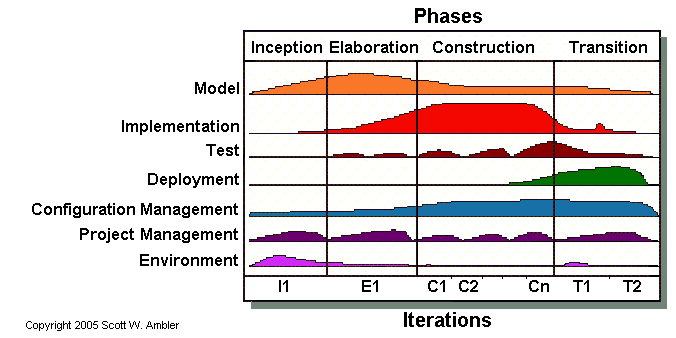 Phases
Inception Elaboration Construction Transition
Model
Implementation
Test
Deployment
Configuration Management
Project Management
Environment
I1 E1 C1 C2 Cn T1 T2
Copyright 2005 Scott W. Ambler
Iterations